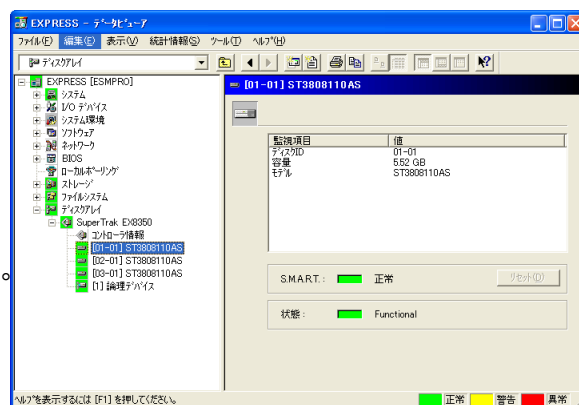 EXPRESS - ﾃﾞｰﾀﾋﾞｭｰｱ
ﾌｧｲﾙ(F) 編集(E) 表示(V) 統計情報(S) ﾂｰﾙ(T) ﾍﾙﾌﾟ(H)
ﾃﾞｨｽｸｱﾚｲ
EXPRESS [ESMPRO]
ｼｽﾃﾑ
I/O ﾃﾞﾊﾞｲｽ
ｼｽﾃﾑ環境
ｿﾌﾄｳｪｱ
ﾈｯﾄﾜｰｸ
BIOS
ﾛｰｶﾙﾎﾟｰﾘﾝｸﾞ
ｽﾄﾚｰｼﾞ
ﾌｧｲﾙｼｽﾃﾑ
ﾃﾞｨｽｸｱﾚｲ
SuperTrak EX8350
ｺﾝﾄﾛｰﾗ情報
[01-01] ST3808110AS
[02-01] ST3808110AS
[03-01] ST3808110AS
[1] 論理ﾃﾞﾊﾞｲｽ
[01-01] ST3808110AS
監視項目 値
ﾃﾞｨｽｸID 01-01
容量 5.52 GB
ﾓﾃﾞﾙ ST3808110AS
S.M.A.R.T.: 正常 ﾘｾｯﾄ(O)
状態: Functional
ﾍﾙﾌﾟを表示するには [F1] を押してください。 正常 警告 異常